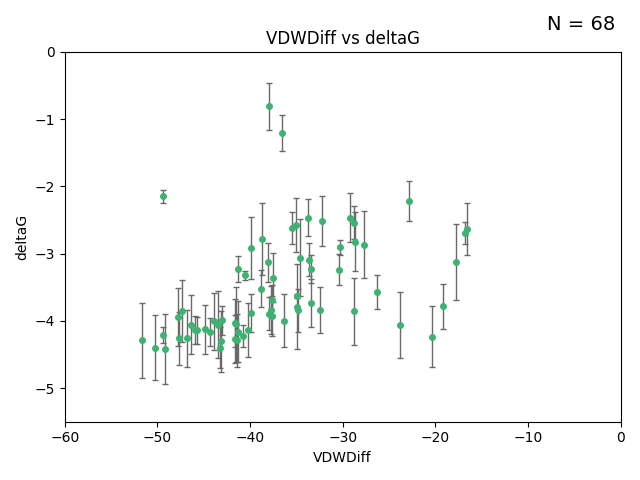 N = 68
VDWDiff vs deltaG
deltaG
0
−1
−2
−3
−4
−5
−60 −50 −40 −30 −20 −10 0
VDWDiff